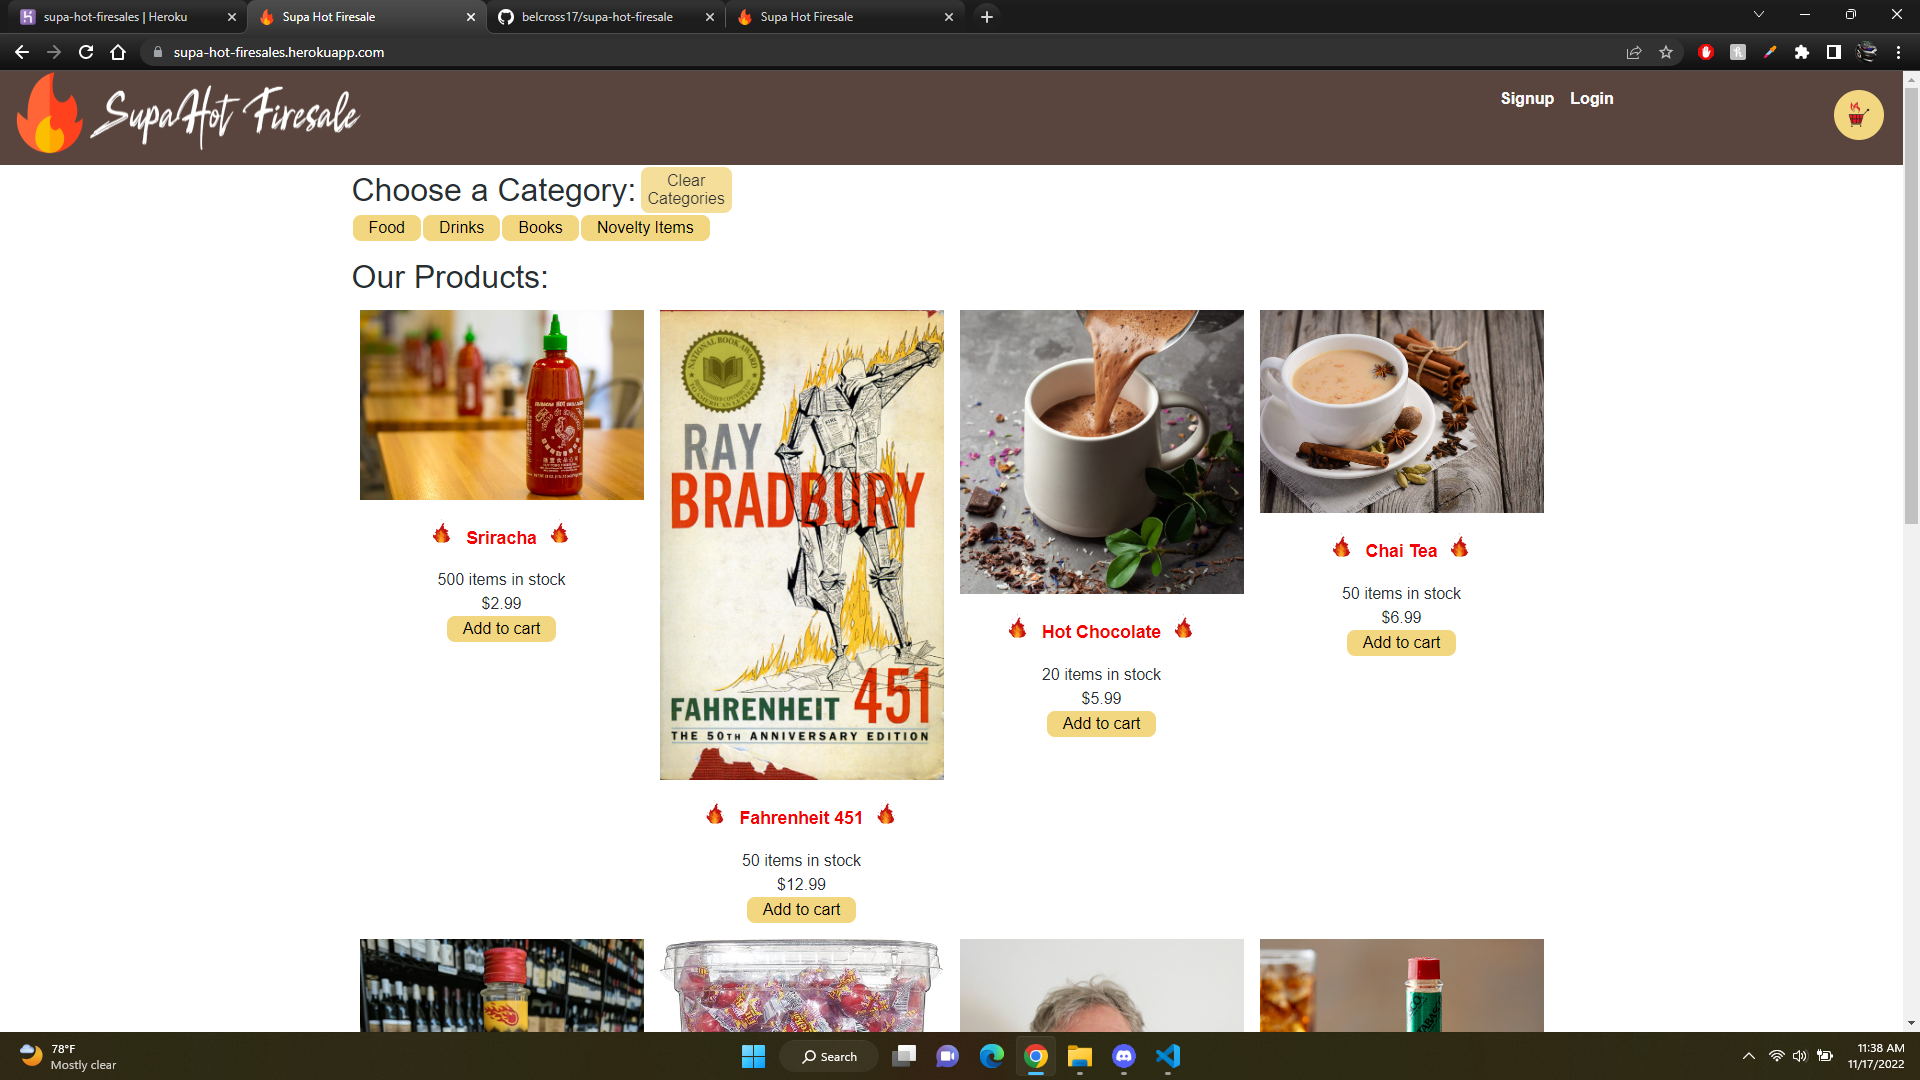 supa-hot-firesales | Heroku
Supa Hot Firesale
belcross17/supa-hot-firesale
Supa Hot Firesale
supa-hot-firesales.herokuapp.com
SupaHot Firesale
Signup Login
Choose a Category:
Clear
Categories
Food Drinks Books Novelty Items
Our Products:
NATIONAL BOOK AWARD
RAY
BRADBURY
FAHRENHEIT 451
THE 50TH ANNIVERSARY EDITION
Sriracha
500 items in stock
$2.99
Add to cart
Fahrenheit 451
50 items in stock
$12.99
Add to cart
Hot Chocolate
20 items in stock
$5.99
Add to cart
Chai Tea
50 items in stock
$6.99
Add to cart
78°F
Mostly clear
Search
11:38 AM
11/17/2022